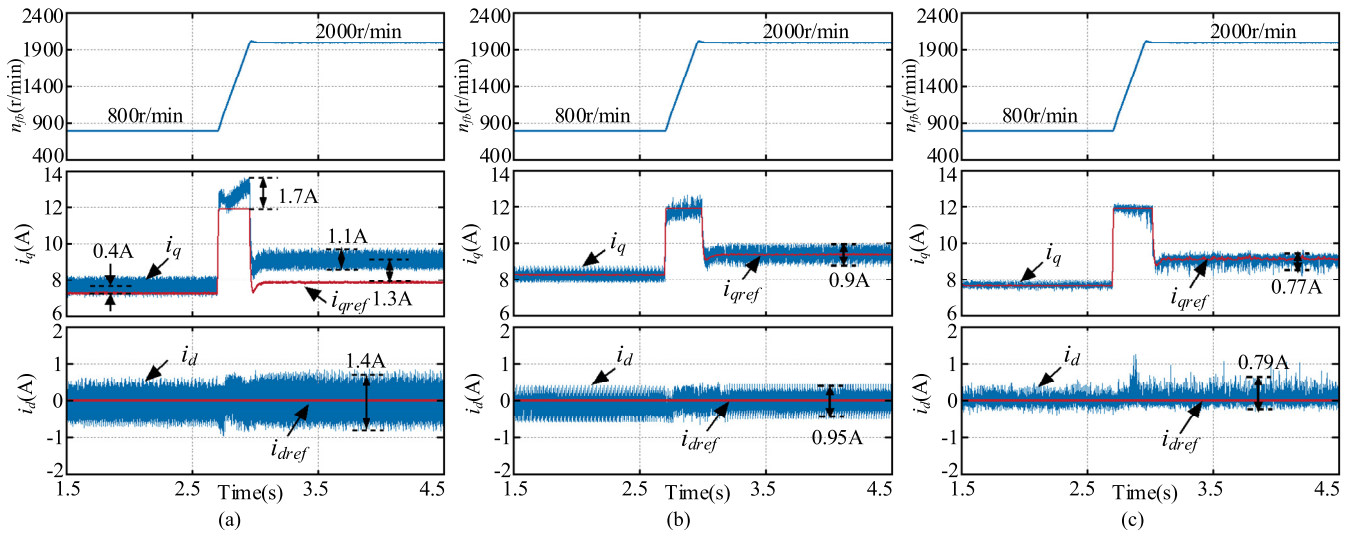 2400
1900
1400
900
400
n_fb(r/min)
800r/min
2000r/min
14
12
10
8
6
i_q(A)
0.4A
i_q
1.7A
1.1A
1.3A
i_qref
2
1
0
-1
-2
i_d(A)
i_d
1.4A
i_dref
1.5
2.5
3.5
4.5
Time(s)
(a)
2400
1900
1400
900
400
n_fb(r/min)
800r/min
2000r/min
14
12
10
8
6
i_q(A)
i_q
i_qref
0.9A
2
1
0
-1
-2
i_d(A)
i_d
i_dref
0.95A
1.5
2.5
3.5
4.5
Time(s)
(b)
2400
1900
1400
900
400
n_fb(r/min)
800r/min
2000r/min
14
12
10
8
6
i_q(A)
i_q
i_qref
0.77A
2
1
0
-1
-2
i_d(A)
i_d
0.79A
i_dref
1.5
2.5
3.5
4.5
Time(s)
(c)